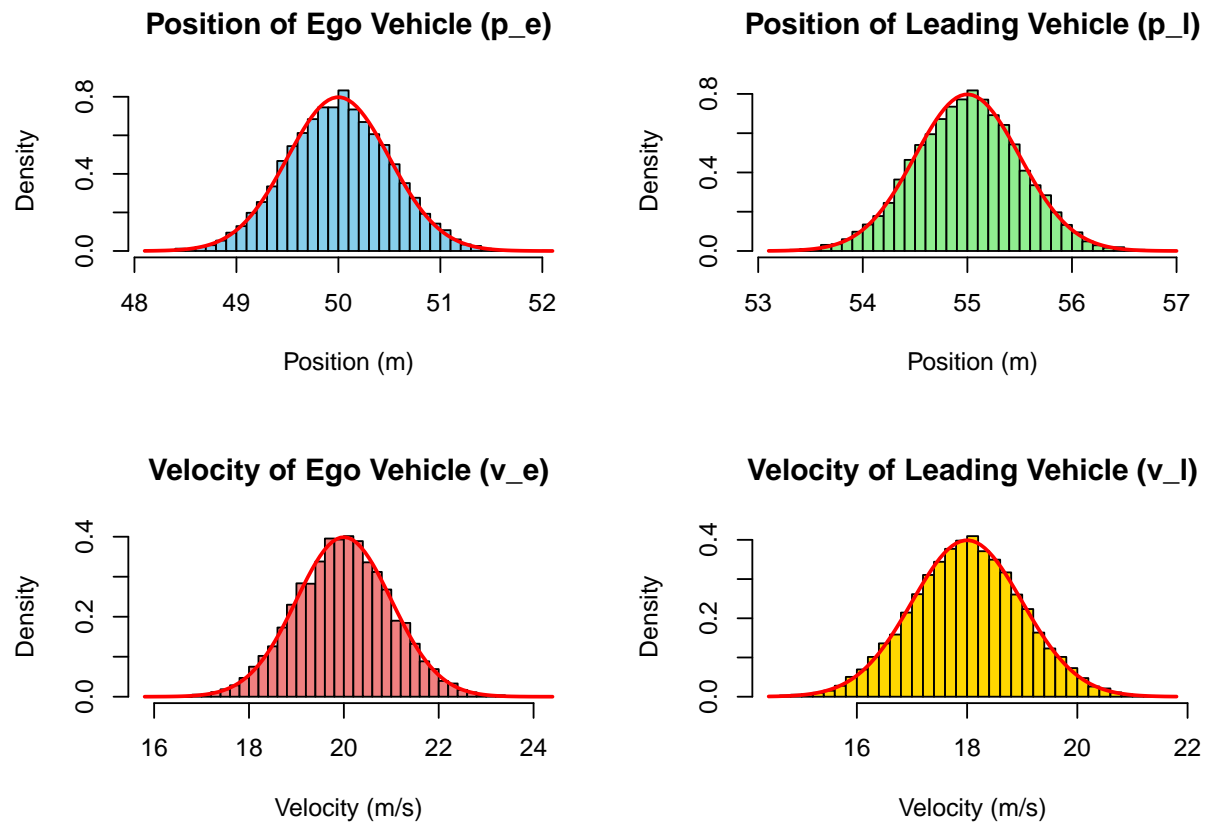 Position of Ego Vehicle (p_e)
Density
0.0 0.4 0.8
48 49 50 51 52
Position (m)
Position of Leading Vehicle (p_l)
Density
0.0 0.4 0.8
53 54 55 56 57
Position (m)
Velocity of Ego Vehicle (v_e)
Density
0.0 0.2 0.4
16 18 20 22 24
Velocity (m/s)
Velocity of Leading Vehicle (v_l)
Density
0.0 0.2 0.4
16 18 20 22
Velocity (m/s)